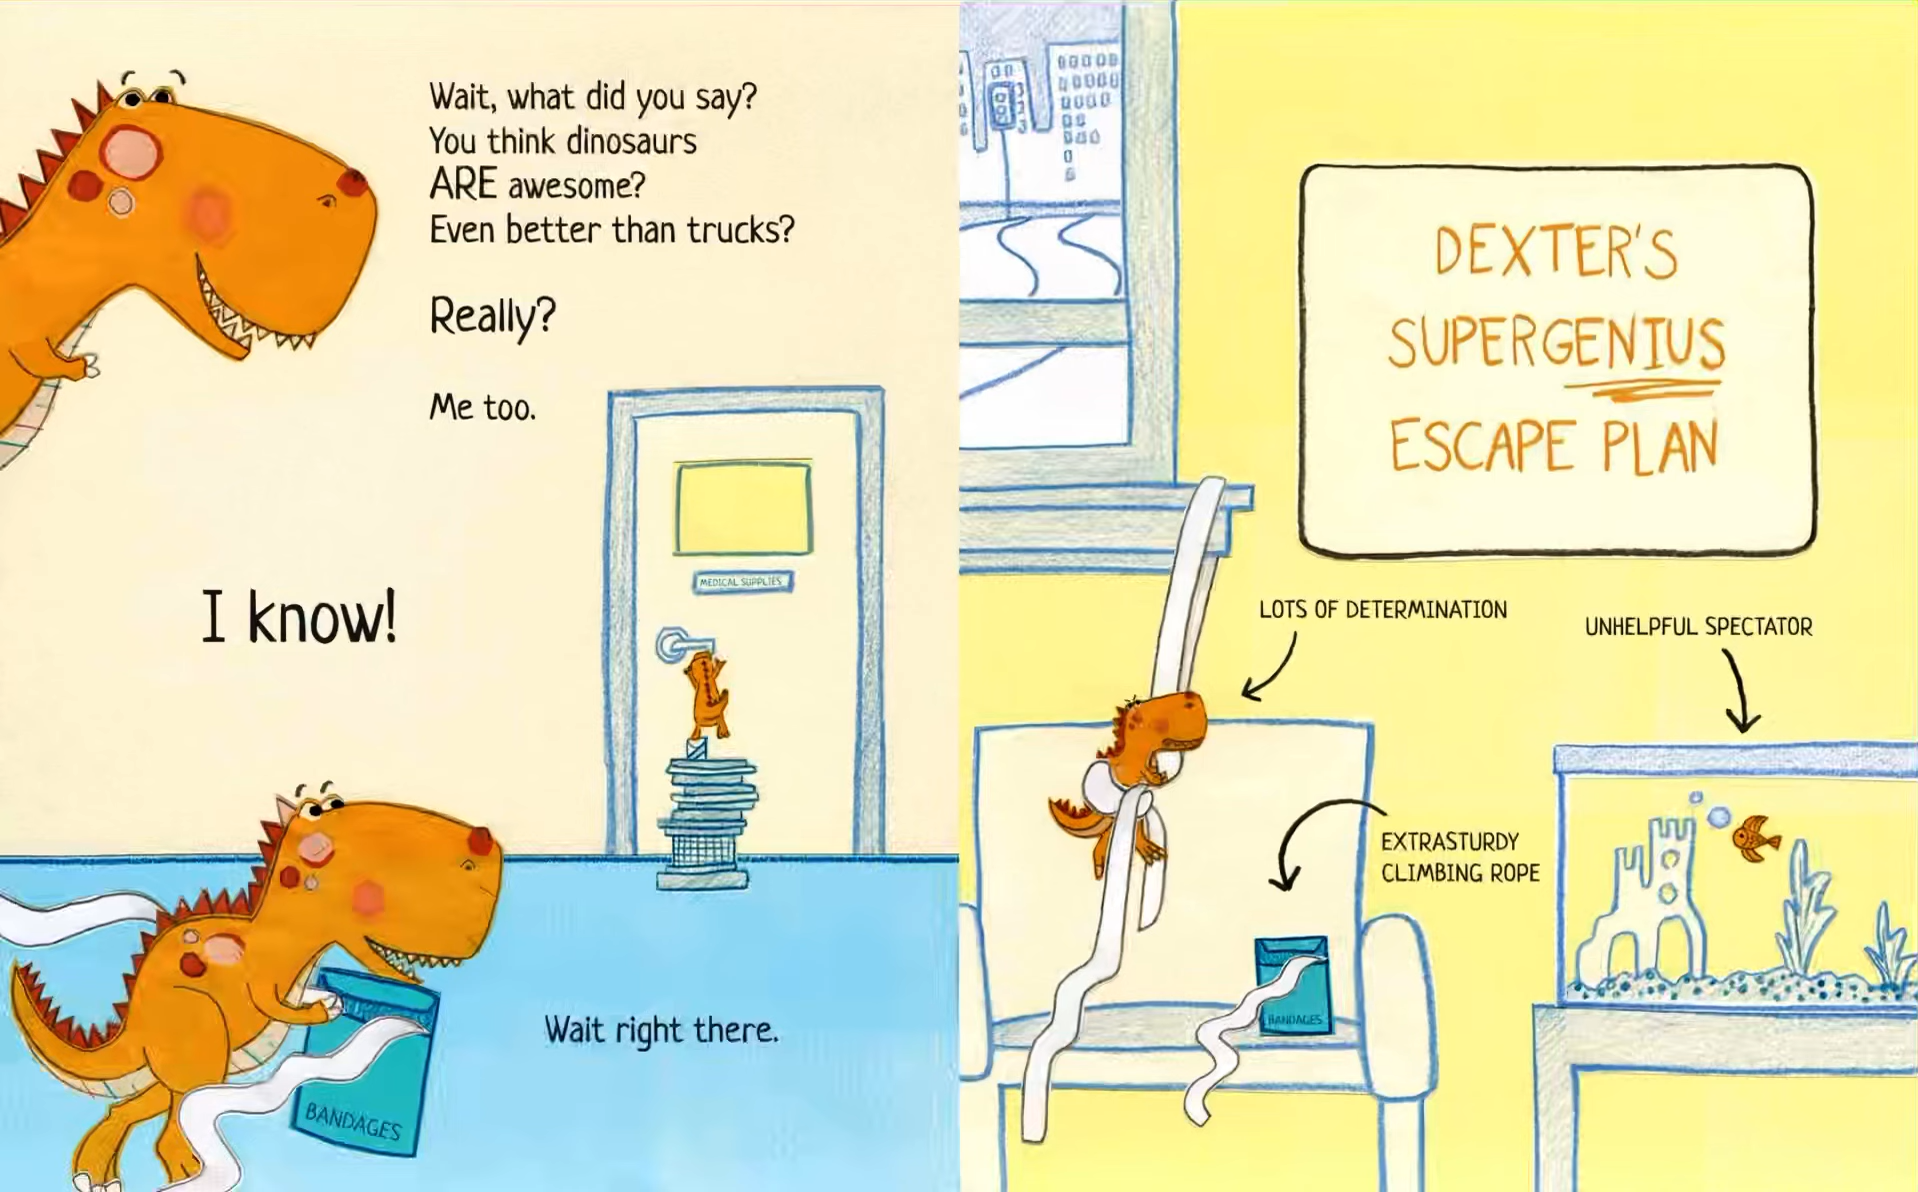 Wait, what did you say?
You think dinosaurs
ARE awesome?
Even better than trucks?
Really?
Me too.
MEDICAL SUPPLIES
I know!
Wait right there.
BANDAGES
DEXTER'S
SUPERGENIUS
ESCAPE PLAN
LOTS OF DETERMINATION
UNHELPFUL SPECTATOR
EXTRASTURDY
CLIMBING ROPE
BANDAGES